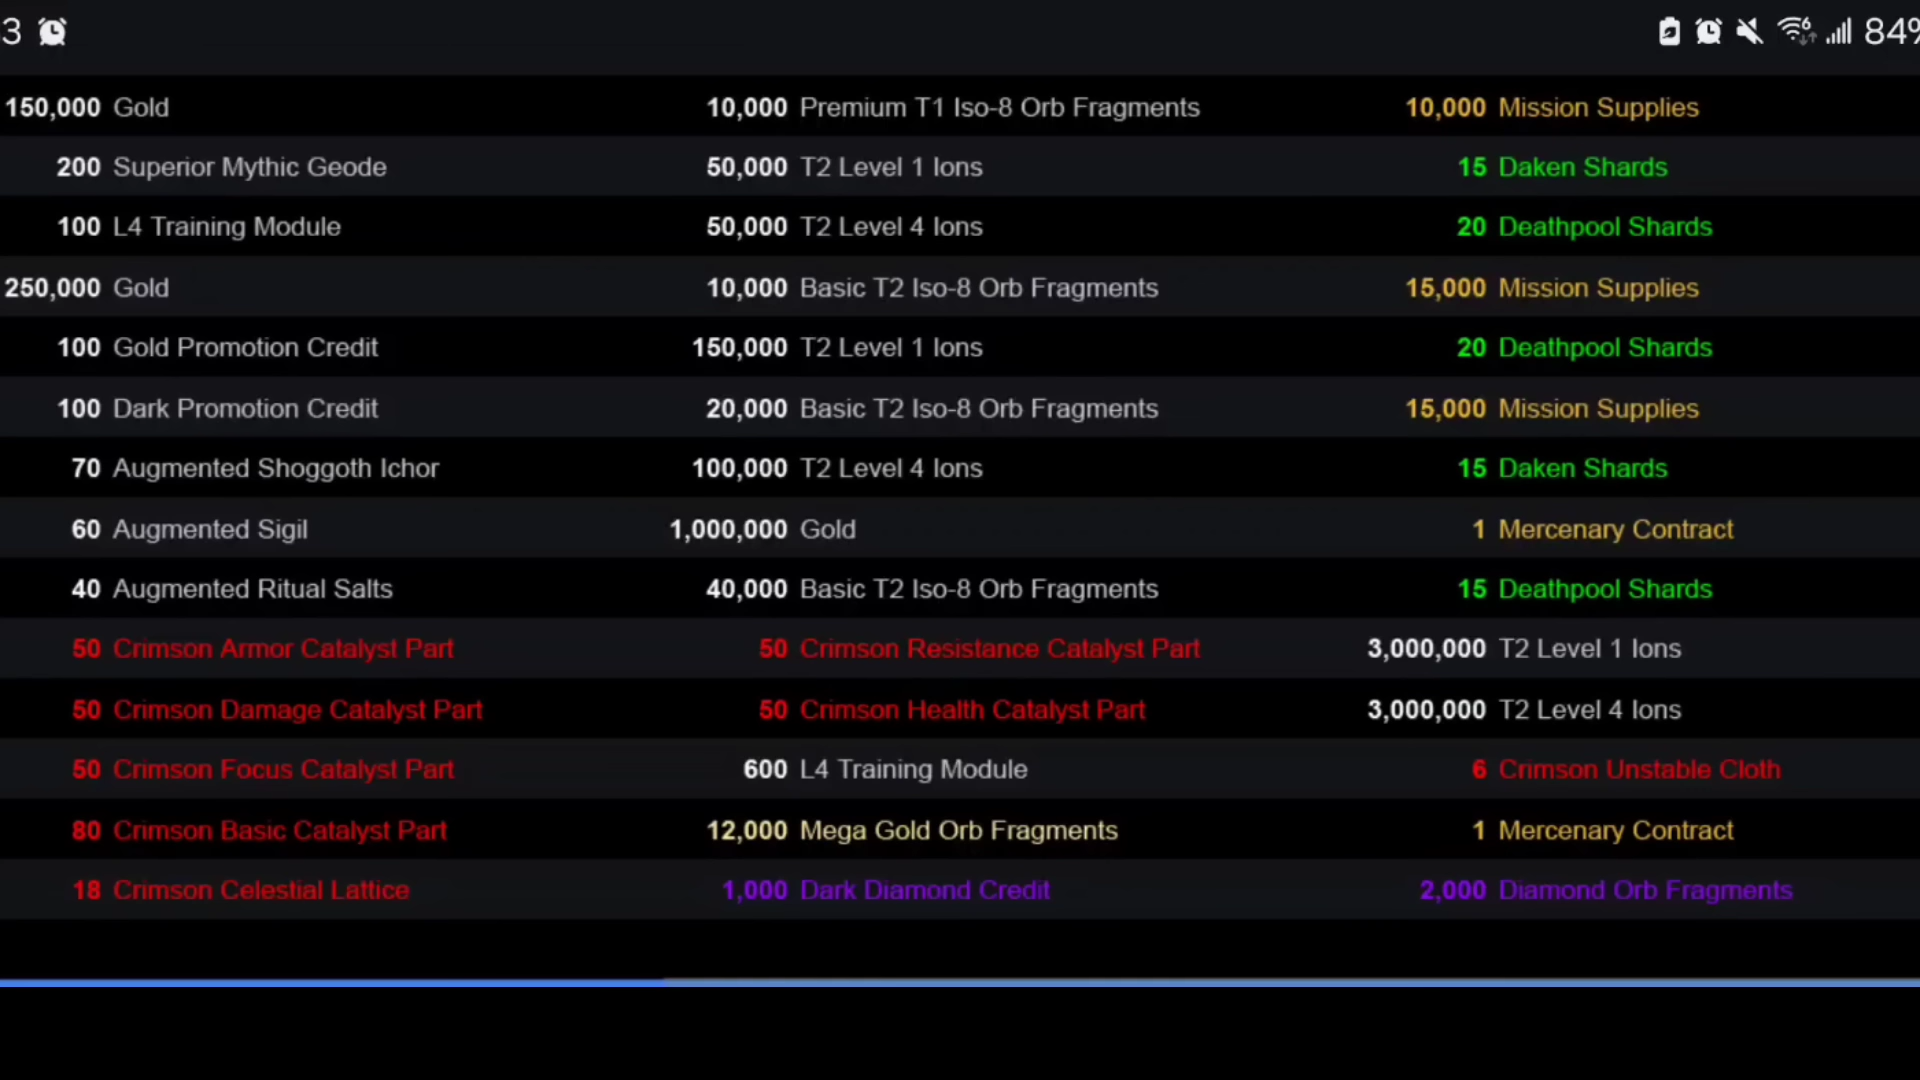 3 84%
150,000 Gold 10,000 Premium T1 Iso-8 Orb Fragments 10,000 Mission Supplies
200 Superior Mythic Geode 50,000 T2 Level 1 Ions 15 Daken Shards
100 L4 Training Module 50,000 T2 Level 4 Ions 20 Deathpool Shards
250,000 Gold 10,000 Basic T2 Iso-8 Orb Fragments 15,000 Mission Supplies
100 Gold Promotion Credit 150,000 T2 Level 1 Ions 20 Deathpool Shards
100 Dark Promotion Credit 20,000 Basic T2 Iso-8 Orb Fragments 15,000 Mission Supplies
70 Augmented Shoggoth Ichor 100,000 T2 Level 4 Ions 15 Daken Shards
60 Augmented Sigil 1,000,000 Gold 1 Mercenary Contract
40 Augmented Ritual Salts 40,000 Basic T2 Iso-8 Orb Fragments 15 Deathpool Shards
50 Crimson Armor Catalyst Part 50 Crimson Resistance Catalyst Part 3,000,000 T2 Level 1 Ions
50 Crimson Damage Catalyst Part 50 Crimson Health Catalyst Part 3,000,000 T2 Level 4 Ions
50 Crimson Focus Catalyst Part 600 L4 Training Module 6 Crimson Unstable Cloth
80 Crimson Basic Catalyst Part 12,000 Mega Gold Orb Fragments 1 Mercenary Contract
18 Crimson Celestial Lattice 1,000 Dark Diamond Credit 2,000 Diamond Orb Fragments